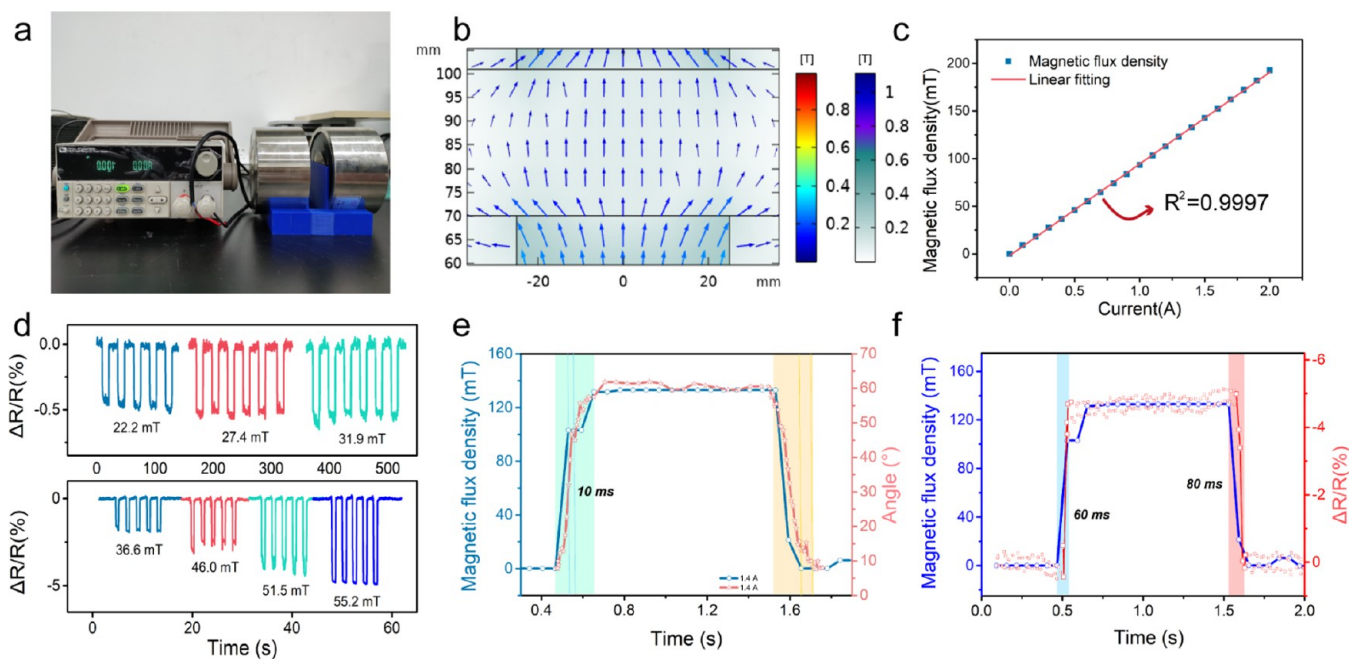 a
b
c
mm
100
95
90
85
80
75
70
65
60
-20
0
20
mm
[T]
[T]
0.8
0.6
0.4
0.2
1
0.8
0.6
0.4
0.2
Magnetic flux density(mT)
200
150
100
50
0
Magnetic flux density
Linear fitting
R²=0.9997
0.0
0.5
1.0
1.5
2.0
Current(A)
d
ΔR/R(%)
0.0
-0.5
22.2 mT
27.4 mT
31.9 mT
0
100
200
300
400
500
ΔR/R(%)
0
-5
36.6 mT
46.0 mT
51.5 mT
55.2 mT
0
20
40
60
Time (s)
e
Magnetic flux density (mT)
160
120
80
40
0
10 ms
1.4 A
1.4 A
70
60
50
40
30
20
10
0
Angle (°)
0.4
0.8
1.2
1.6
Time (s)
f
Magnetic flux density (mT)
160
120
80
40
0
60 ms
80 ms
-6
-4
-2
0
ΔR/R(%)
0.0
0.5
1.0
1.5
2.0
Time (s)